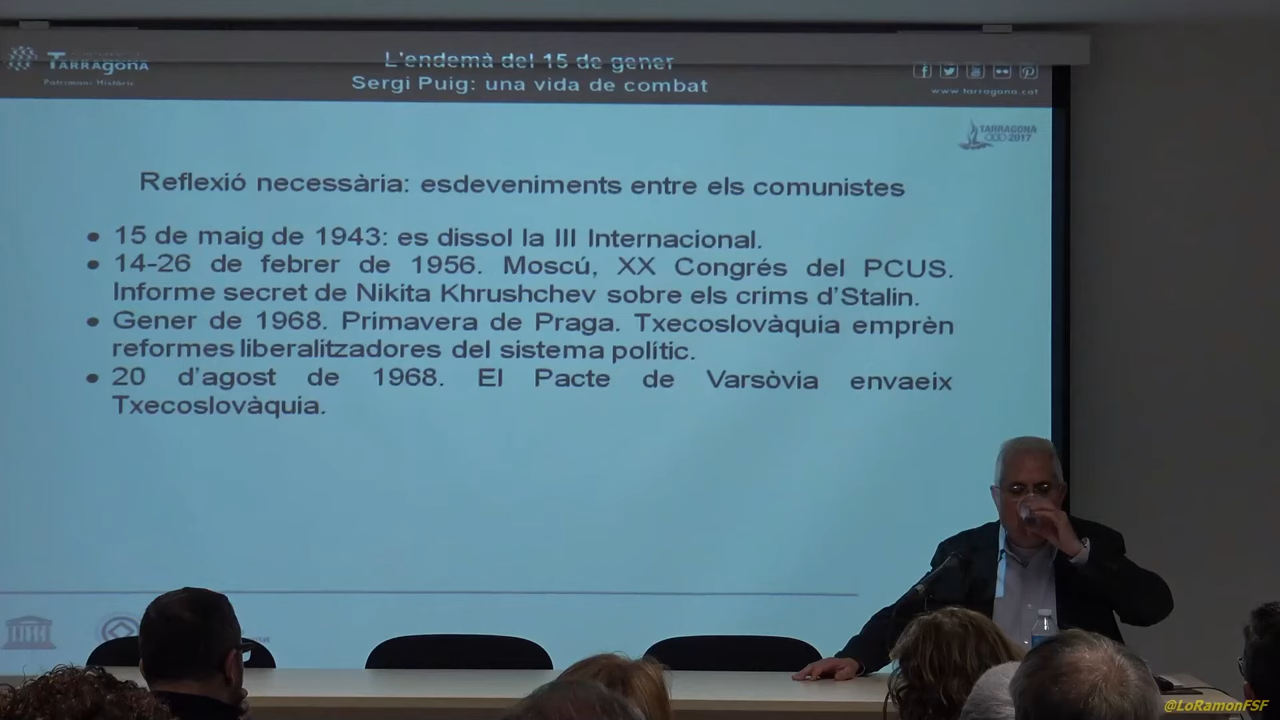 TARRAGONA
Patrimoni Històric
L'endemà del 15 de gener
Sergi Puig: una vida de combat
www.tarragona.cat
TARRAGONA
2017
Reflexió necessària: esdeveniments entre els comunistes
• 15 de maig de 1943: es dissol la III Internacional.
• 14-26 de febrer de 1956. Moscú, XX Congrés del PCUS.
Informe secret de Nikita Khrushchev sobre els crims d'Stalin.
• Gener de 1968. Primavera de Praga. Txecoslovàquia emprèn
reformes liberalitzadores del sistema polític.
• 20 d'agost de 1968. El Pacte de Varsòvia envaeix
Txecoslovàquia.
@LoRamonFSF